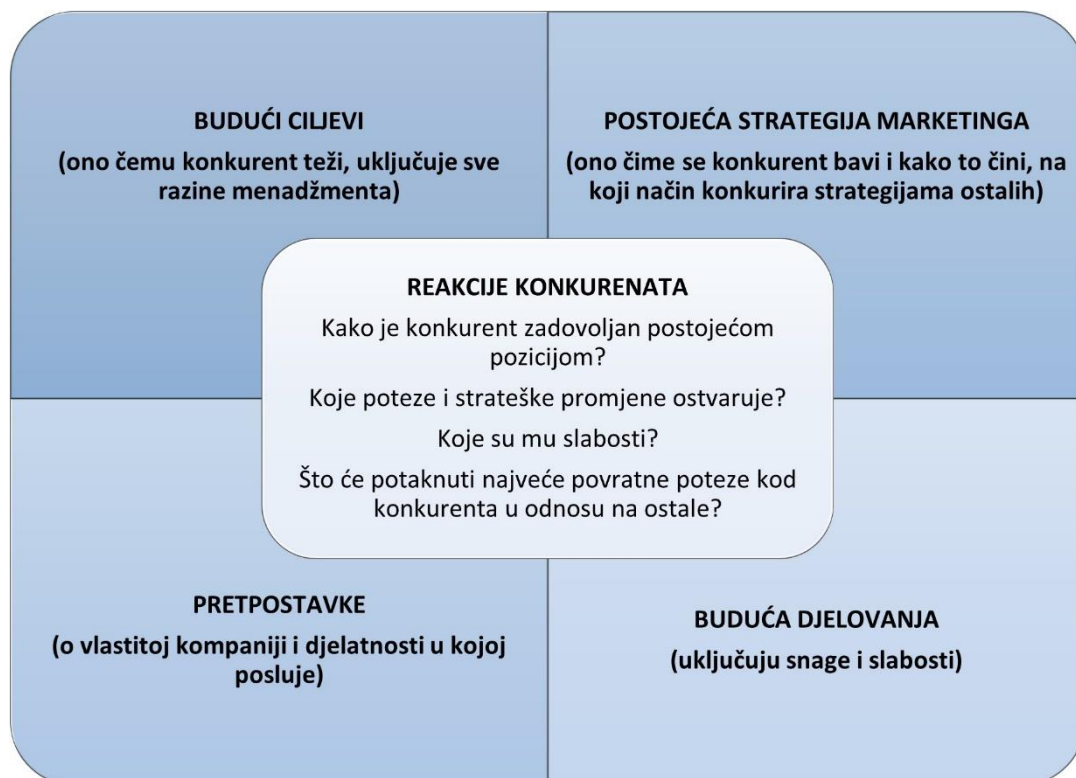 BUDUĆI CILJEVI
(ono čemu konkurent teži, uključuje sve
razine menadžmenta)
POSTOJEĆA STRATEGIJA MARKETINGA
(ono čime se konkurent bavi i kako to čini, na
koji način konkurira strategijama ostalih)
REAKCIJE KONKURENATA
Kako je konkurent zadovoljan postojećom
pozicijom?
Koje poteze i strateške promjene ostvaruje?
Koje su mu slabosti?
Što će potaknuti najveće povratne poteze kod
konkurenta u odnosu na ostale?
PRETPOSTAVKE
(o vlastitoj kompaniji i djelatnosti u kojoj
posluje)
BUDUĆA DJELOVANJA
(uključuju snage i slabosti)